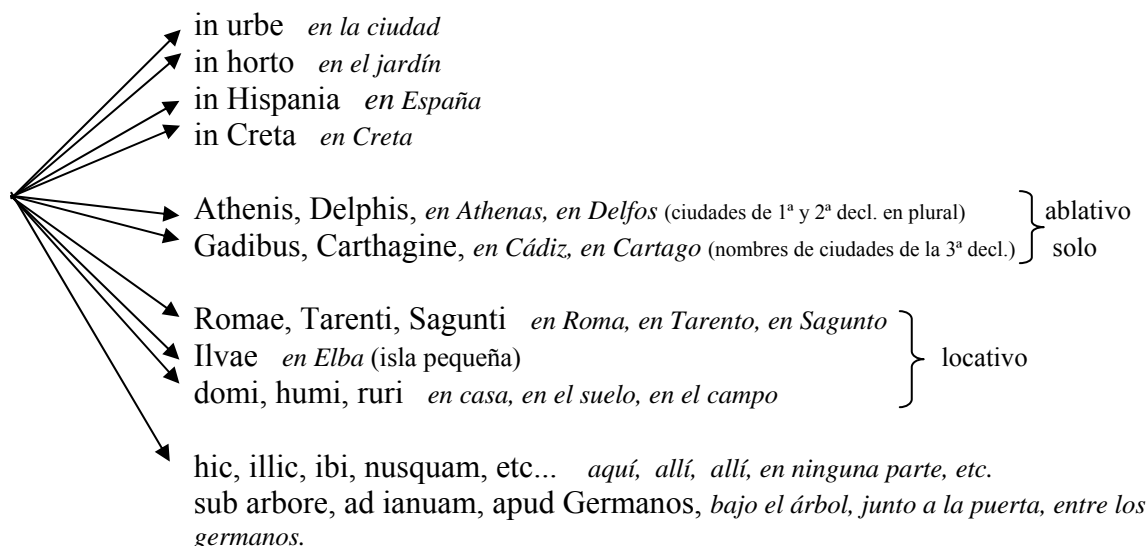 in urbe en la ciudad
in horto en el jardín
in Hispania en España
in Creta en Creta
Athenis, Delphis, en Athenas, en Delfos (ciudades de 1ª y 2ª decl. en plural)
Gadibus, Carthagine, en Cádiz, en Cartago (nombres de ciudades de la 3ª decl.)
ablativo
solo
Romae, Tarenti, Sagunti en Roma, en Tarento, en Sagunto
Ilvae en Elba (isla pequeña)
domi, humi, ruri en casa, en el suelo, en el campo
locativo
hic, illic, ibi, nusquam, etc... aquí, allí, allí, en ninguna parte, etc.
sub arbore, ad ianuam, apud Germanos, bajo el árbol, junto a la puerta, entre los
germanos.